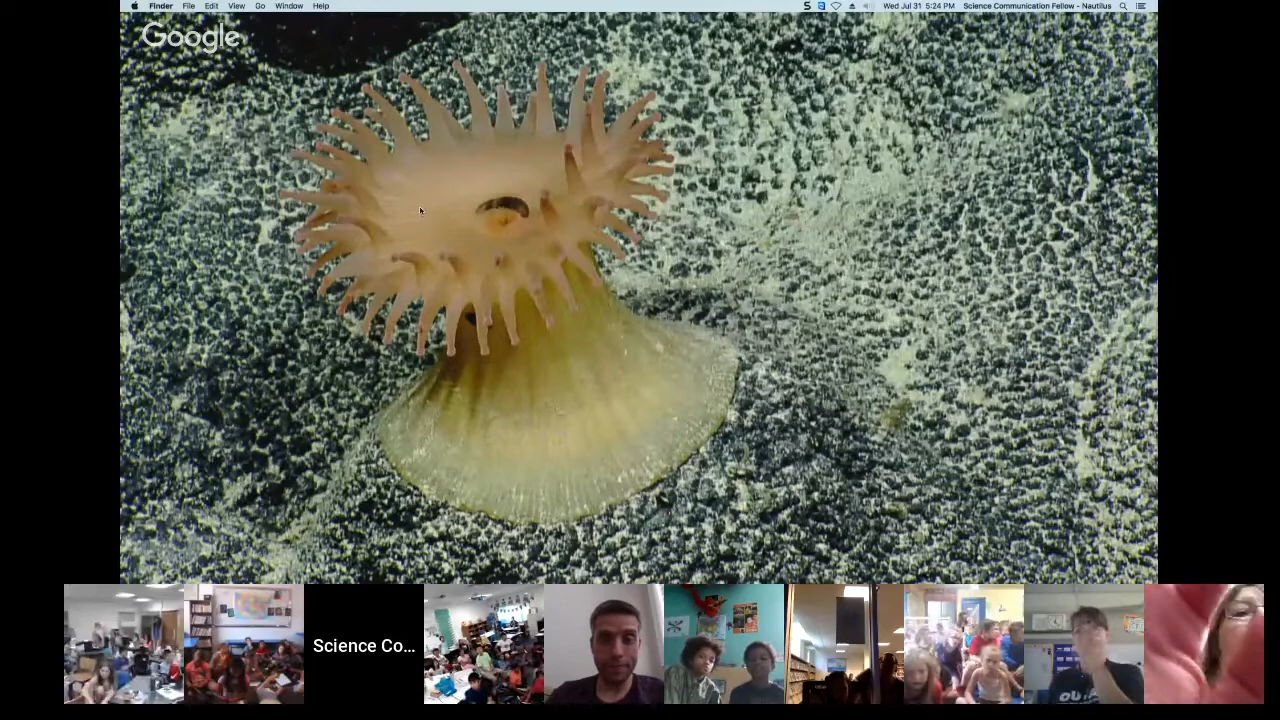 Finder File Edit View Go Window Help S Wed Jul 31 5:24 PM Science Communication Fellow - Nautilus
Google
Science Co...
OU